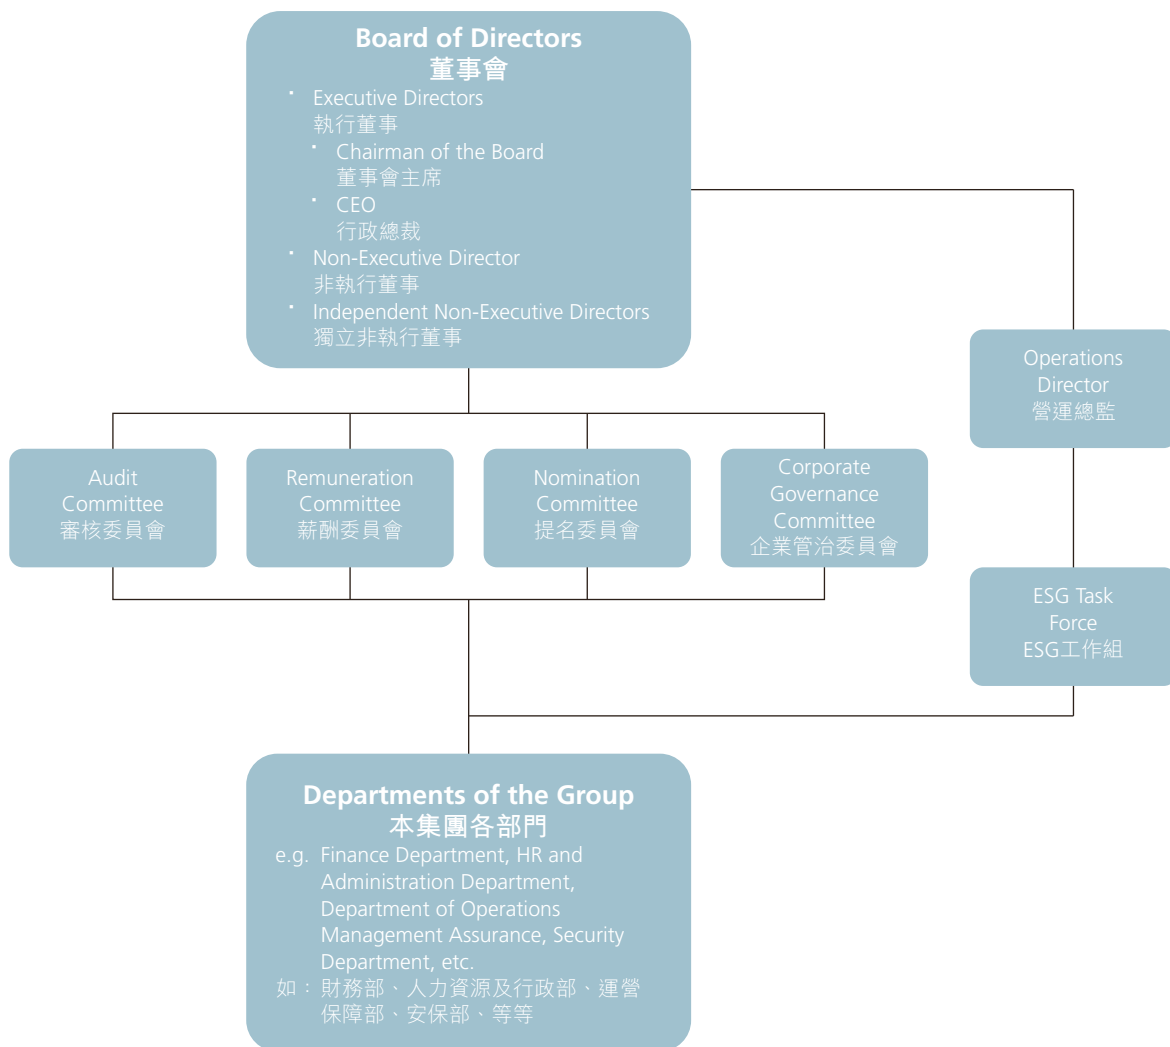 Board of Directors
董事會
▪ Executive Directors
執行董事
▪ Chairman of the Board
董事會主席
▪ CEO
行政總裁
▪ Non-Executive Director
非執行董事
▪ Independent Non-Executive Directors
獨立非執行董事
Operations
Director
營運總監
Audit
Committee
審核委員會
Remuneration
Committee
薪酬委員會
Nomination
Committee
提名委員會
Corporate
Governance
Committee
企業管治委員會
ESG Task
Force
ESG工作組
Departments of the Group
本集團各部門
e.g. Finance Department, HR and
Administration Department,
Department of Operations
Management Assurance, Security
Department, etc.
如：財務部、人力資源及行政部、運營
保障部、安保部、等等